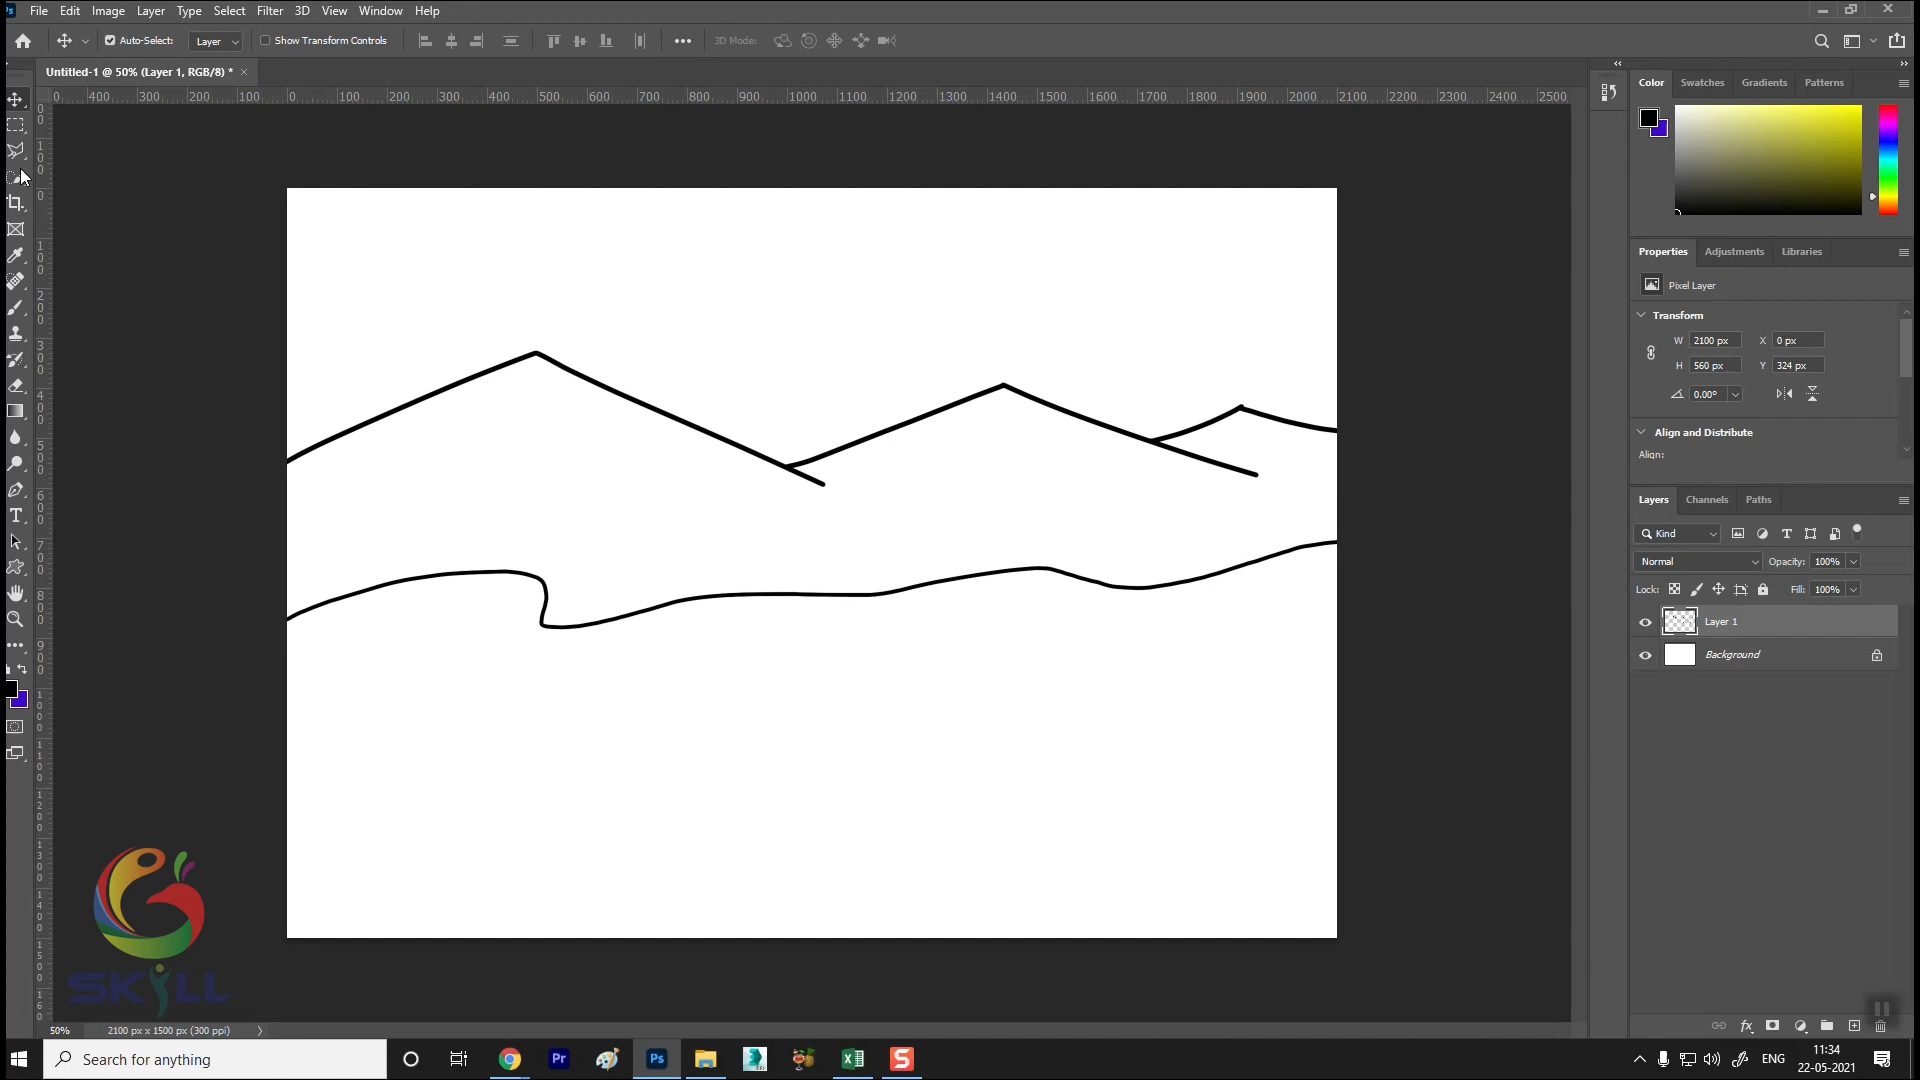 Ps File Edit Image Layer Type Select Filter 3D View Window Help
Auto-Select: Layer Show Transform Controls 3D Mode:
Untitled-1 @ 50% (Layer 1, RGB/8) *
0 400 300 200 100 0 100 200 300 400 500 600 700 800 900 1000 1100 1200 1300 1400 1500 1600 1700 1800 1900 2000 2100 2200 2300 2400 2500
Color Swatches Gradients Patterns
Properties Adjustments Libraries
Pixel Layer
Transform
W 2100 px X 0 px
H 560 px Y 324 px
0.00°
Align and Distribute
Align:
Layers Channels Paths
Kind
Normal Opacity: 100%
Lock: Fill: 100%
Layer 1
Background
SKILL
50% 2100 px x 1500 px (300 ppi)
Search for anything
Pr Ps S
ENG
11:34
22-05-2021